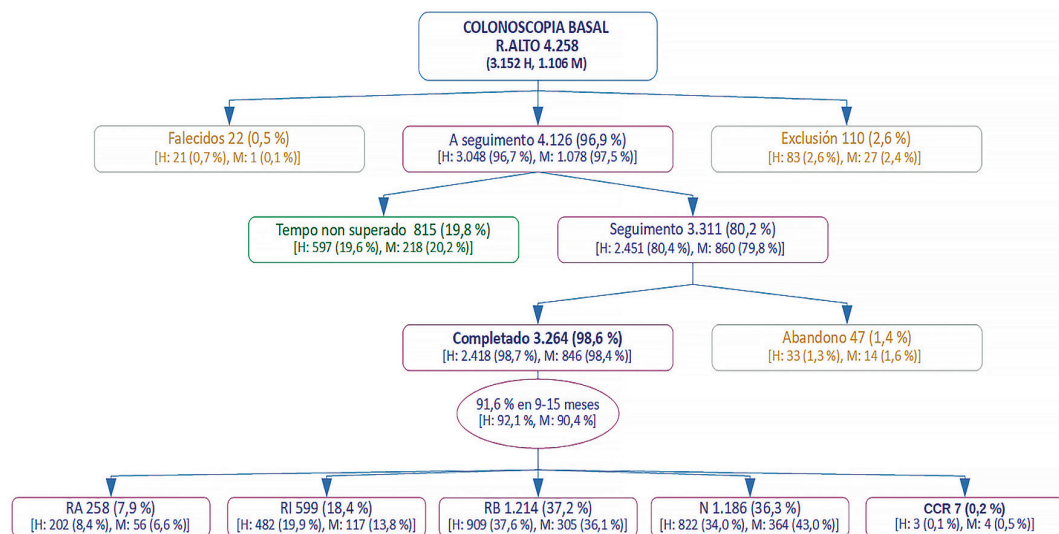 COLONOSCOPIA BASAL
R.ALTO 4.258
(3.152 H, 1.106 M)
Falecidos 22 (0,5 %)
[H: 21 (0,7 %), M: 1 (0,1 %)]
A seguimento 4.126 (96,9 %)
[H: 3.048 (96,7 %), M: 1.078 (97,5 %)]
Exclusión 110 (2,6 %)
[H: 83 (2,6 %), M: 27 (2,4 %)]
Tempo non superado 815 (19,8 %)
[H: 597 (19,6 %), M: 218 (20,2 %)]
Seguimento 3.311 (80,2 %)
[H: 2.451 (80,4 %), M: 860 (79,8 %)]
Completado 3.264 (98,6 %)
[H: 2.418 (98,7 %), M: 846 (98,4 %)]
Abandono 47 (1,4 %)
[H: 33 (1,3 %), M: 14 (1,6 %)]
91,6 % en 9-15 meses
[H: 92,1 %, M: 90,4 %]
RA 258 (7,9 %)
[H: 202 (8,4 %), M: 56 (6,6 %)]
RI 599 (18,4 %)
[H: 482 (19,9 %), M: 117 (13,8 %)]
RB 1.214 (37,2 %)
[H: 909 (37,6 %), M: 305 (36,1 %)]
N 1.186 (36,3 %)
[H: 822 (34,0 %), M: 364 (43,0 %)]
CCR 7 (0,2 %)
[H: 3 (0,1 %), M: 4 (0,5 %)]